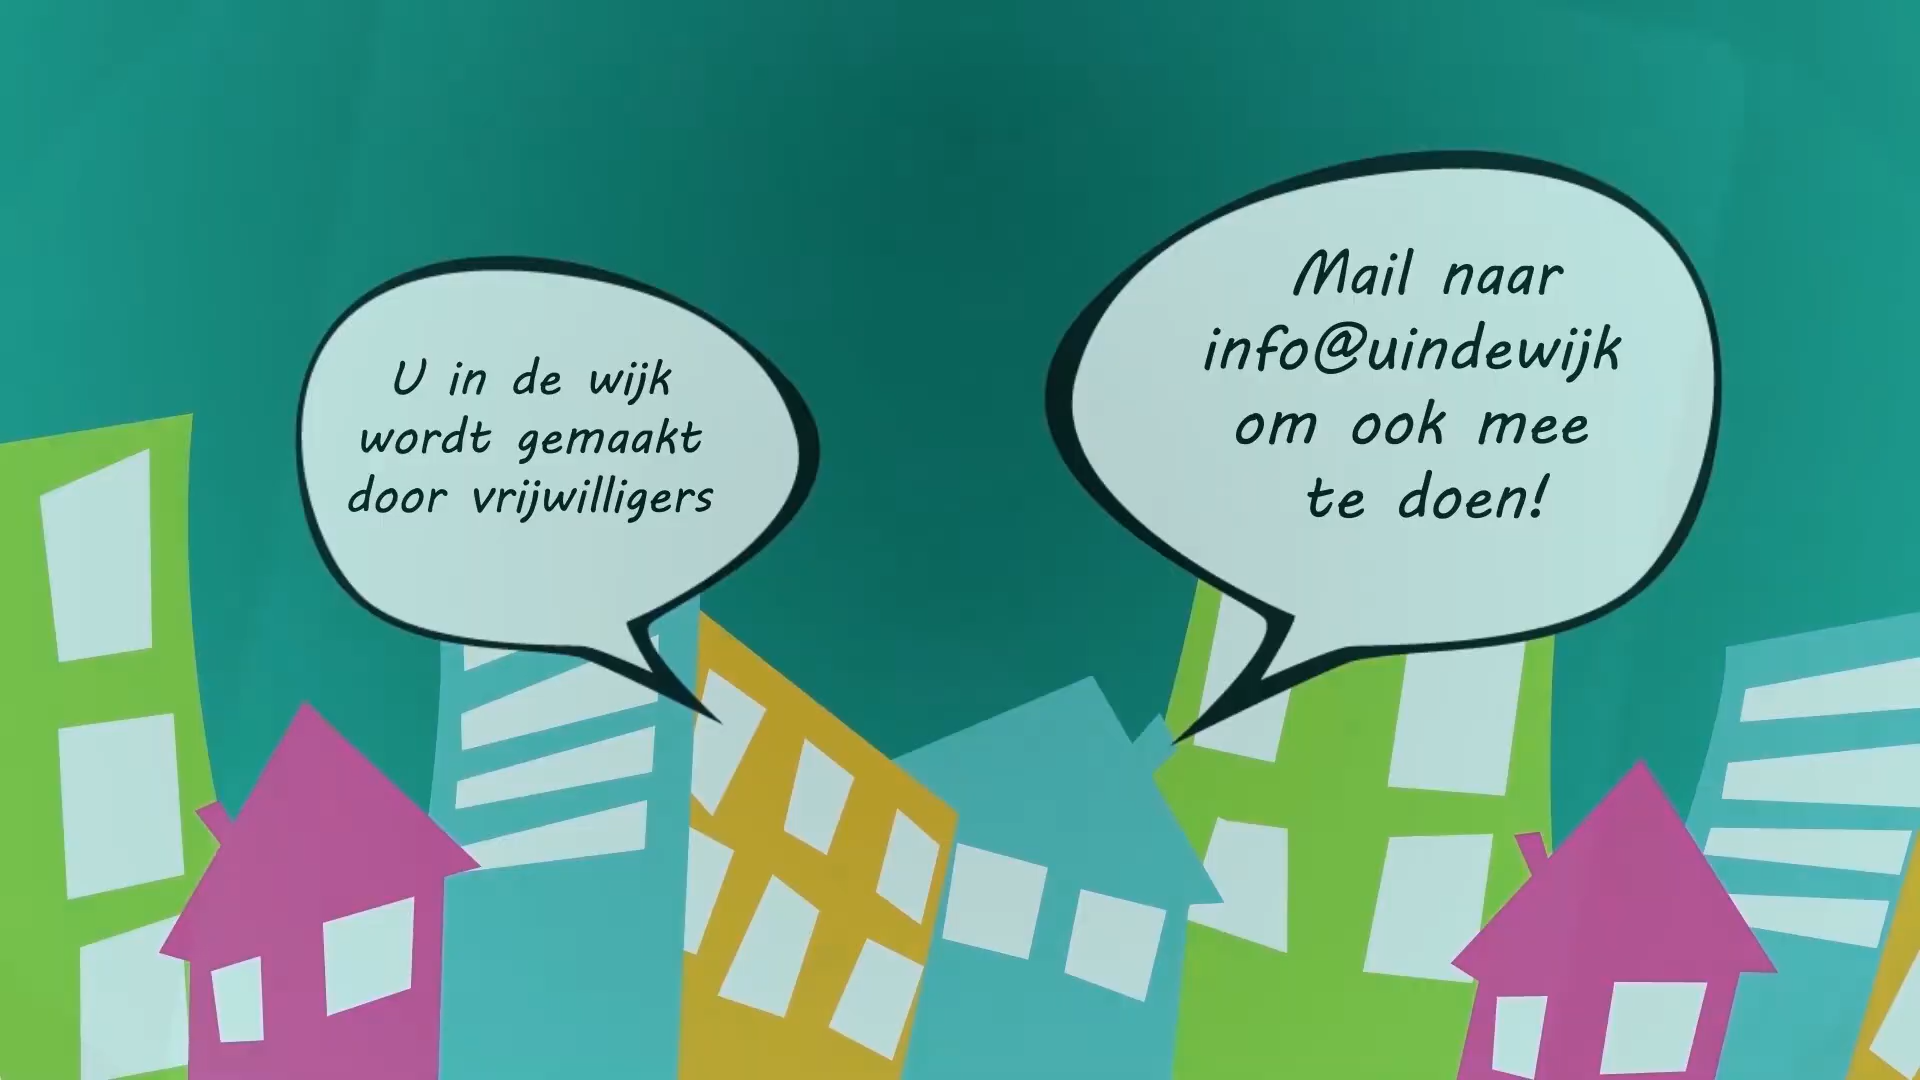 U in de wijk
wordt gemaakt
door vrijwilligers
Mail naar
info@uindewijk
om ook mee
te doen!